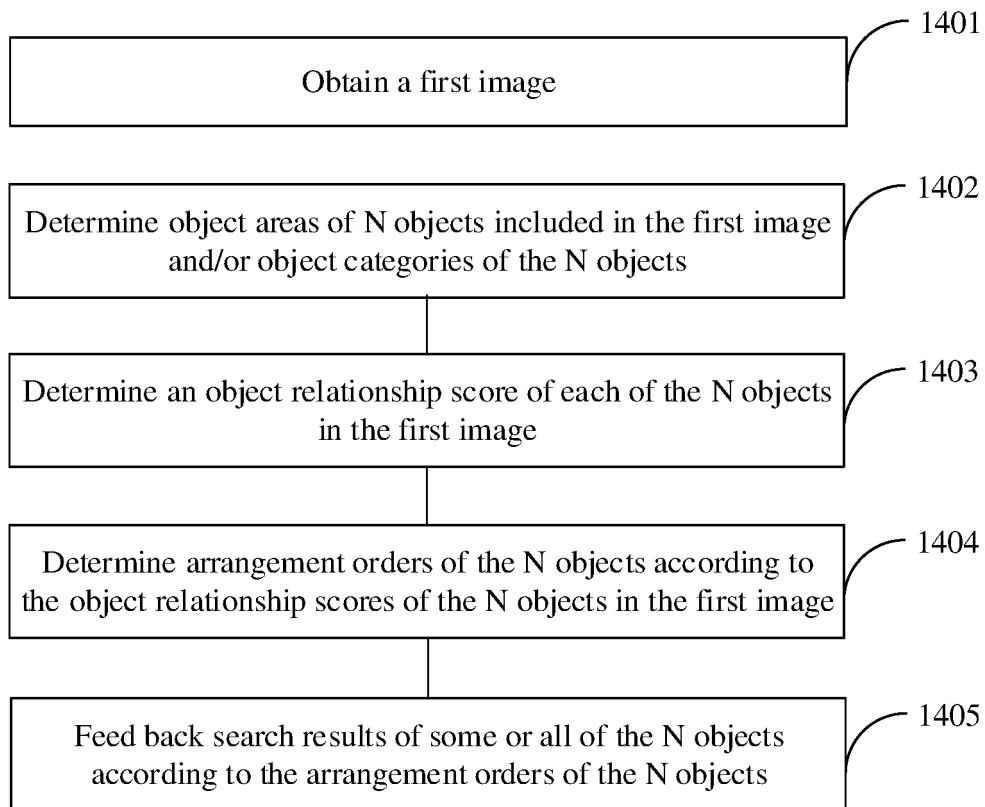 1401
Obtain a first image
1402
Determine object areas of N objects included in the first image
and/or object categories of the N objects
1403
Determine an object relationship score of each of the N objects
in the first image
1404
Determine arrangement orders of the N objects according to
the object relationship scores of the N objects in the first image
1405
Feed back search results of some or all of the N objects
according to the arrangement orders of the N objects